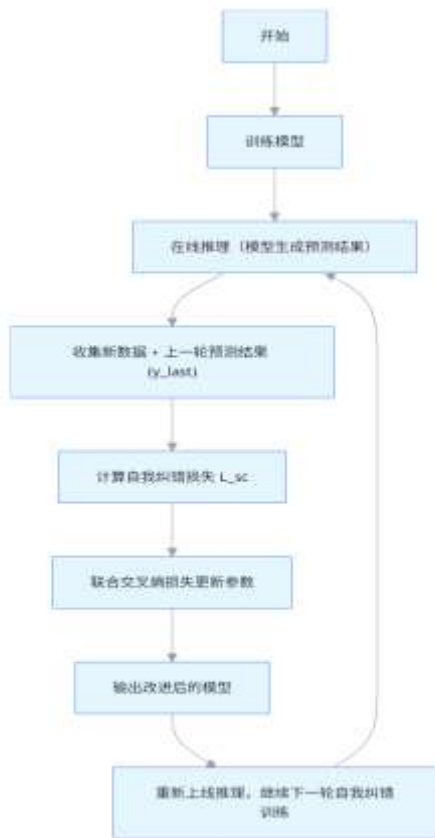 开始
训练模型
在线推理（模型生成预测结果）
收集新数据 + 上一轮预测结果
(y_last)
计算自我纠错损失 L_sc
联合交叉熵损失更新参数
输出改进后的模型
重新上线推理，继续下一轮自我纠错
训练